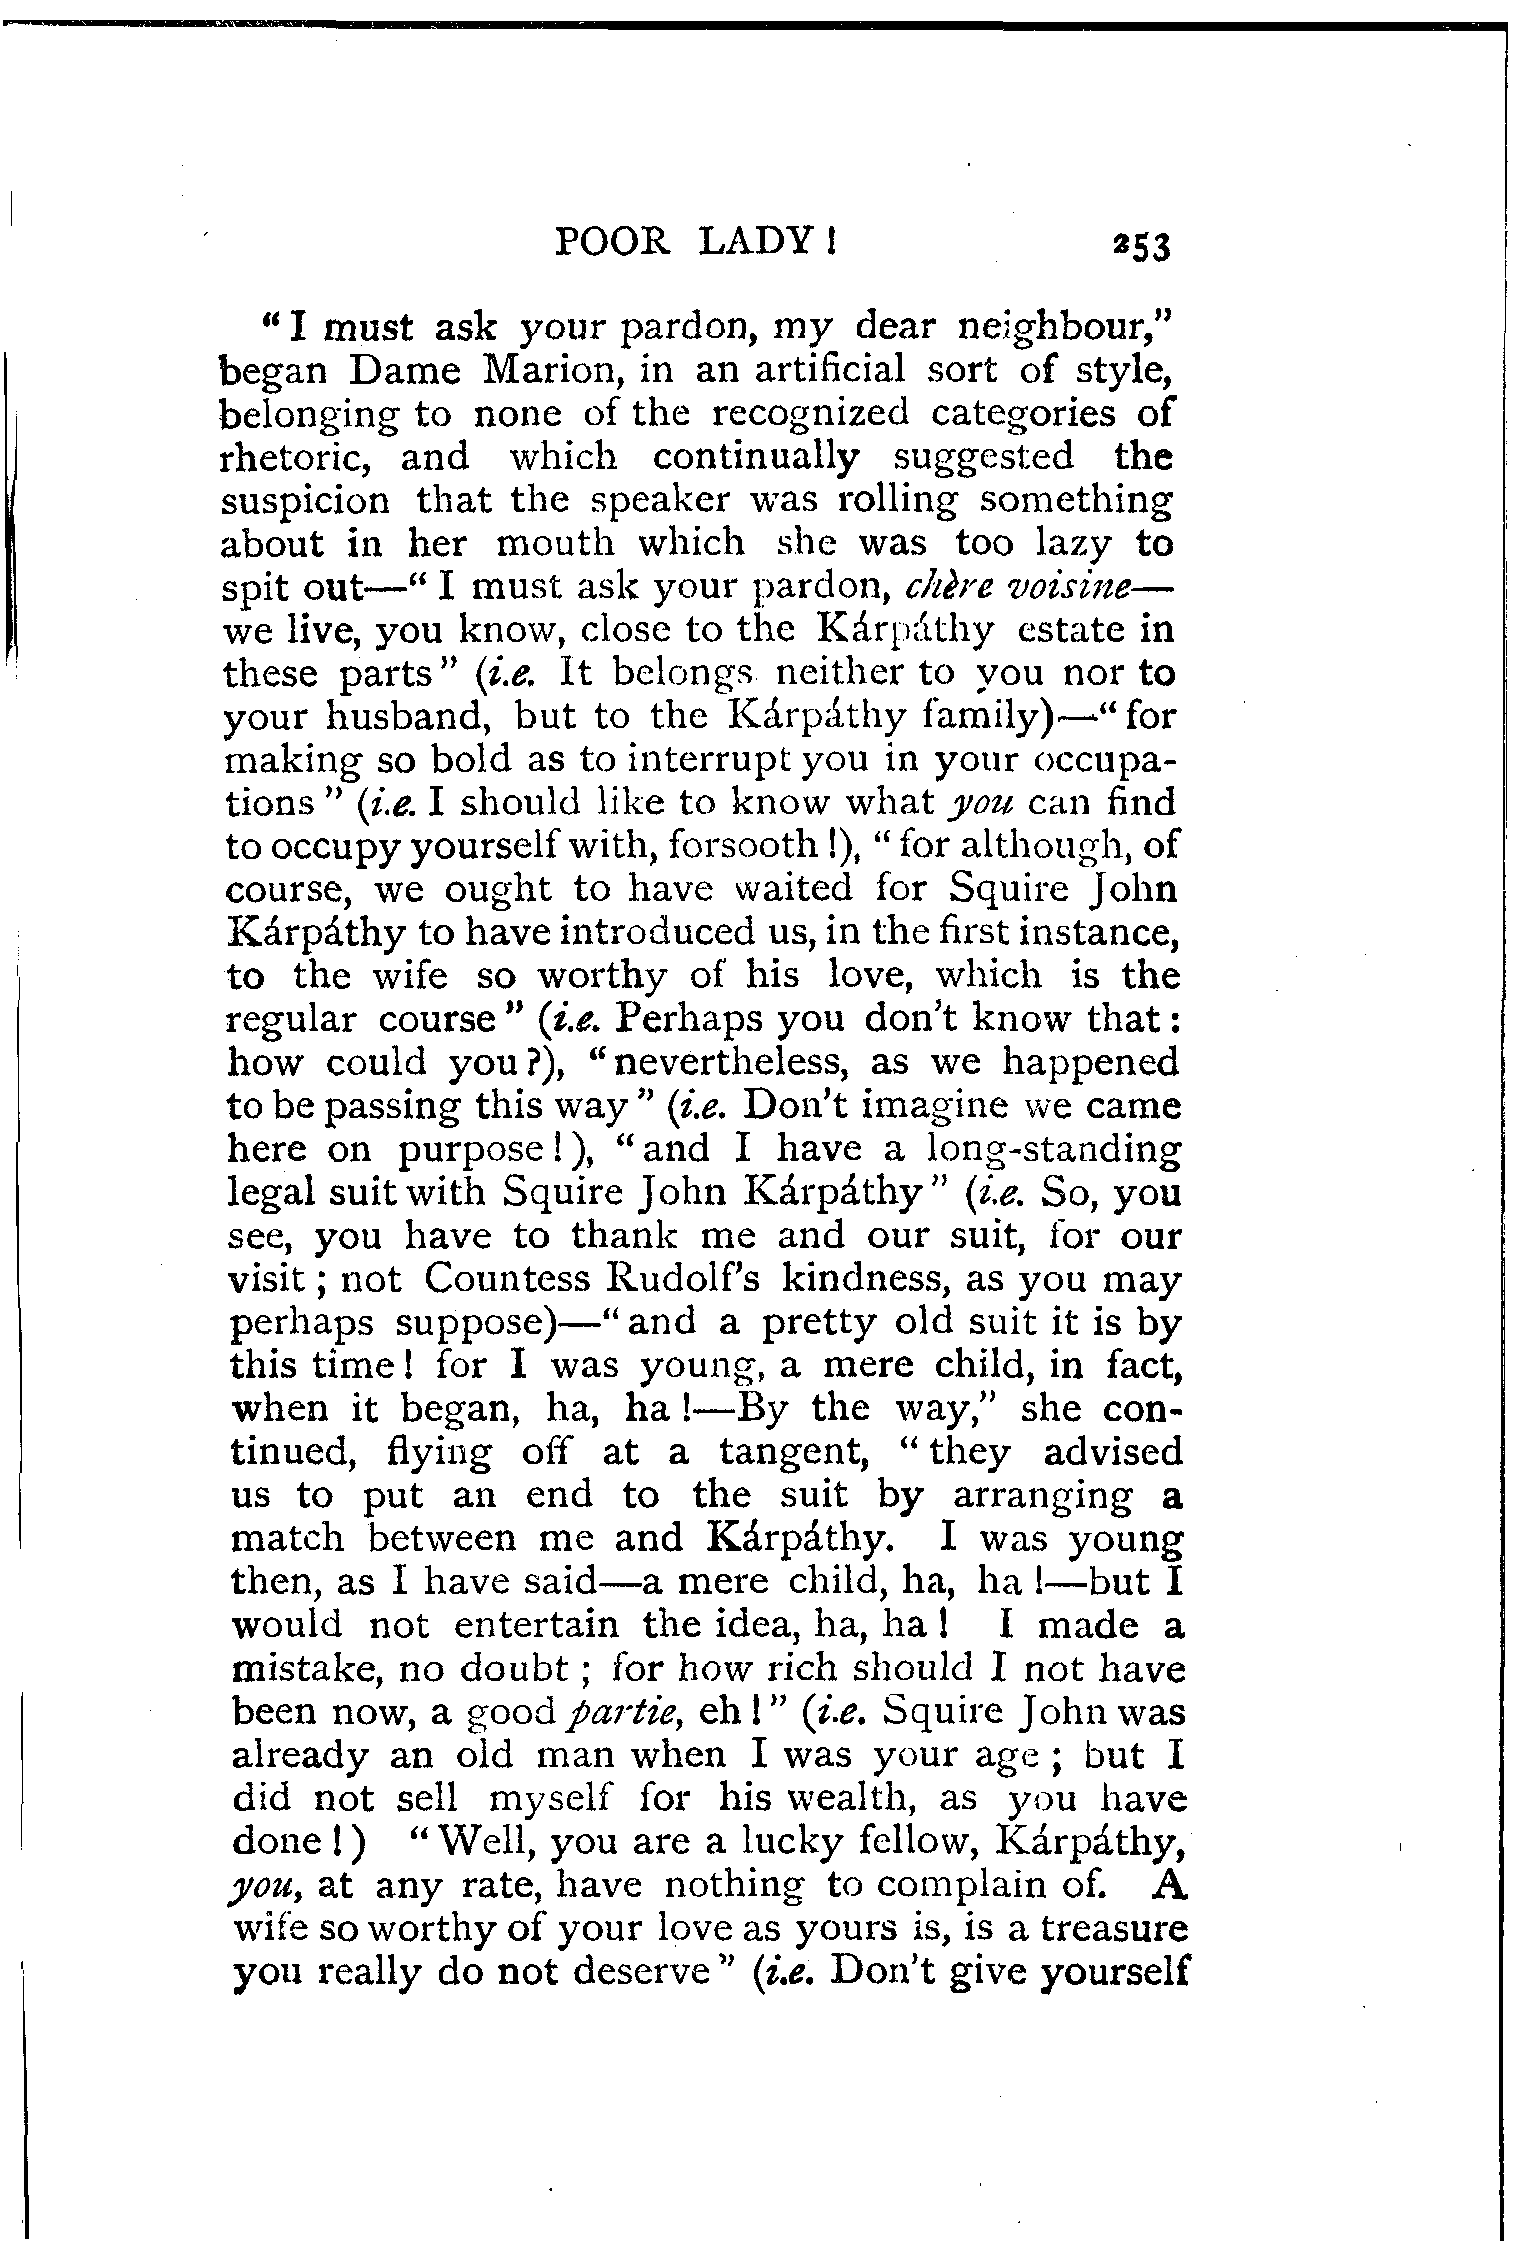 POOR LADY! 253
“I must ask your pardon, my dear neighbour,”
began Dame Marion, in an artificial sort of style,
belonging to none of the recognized categories of
rhetoric, and which continually suggested the
suspicion that the speaker was rolling something
about in her mouth which she was too lazy to
spit out—“I must ask your pardon, chère voisine—
we live, you know, close to the Kárpáthy estate in
these parts” (i.e. It belongs neither to you nor to
your husband, but to the Kárpáthy family)—“for
making so bold as to interrupt you in your occupa-
tions” (i.e. I should like to know what you can find
to occupy yourself with, forsooth!), “for although, of
course, we ought to have waited for Squire John
Kárpáthy to have introduced us, in the first instance,
to the wife so worthy of his love, which is the
regular course” (i.e. Perhaps you don't know that:
how could you?), “nevertheless, as we happened
to be passing this way” (i.e. Don't imagine we came
here on purpose!), “and I have a long-standing
legal suit with Squire John Kárpáthy” (i.e. So, you
see, you have to thank me and our suit, for our
visit; not Countess Rudolf's kindness, as you may
perhaps suppose)—“and a pretty old suit it is by
this time! for I was young, a mere child, in fact,
when it began, ha, ha!—By the way,” she con-
tinued, flying off at a tangent, “they advised
us to put an end to the suit by arranging a
match between me and Kárpáthy. I was young
then, as I have said—a mere child, ha, ha!—but I
would not entertain the idea, ha, ha! I made a
mistake, no doubt; for how rich should I not have
been now, a good partie, eh!” (i.e. Squire John was
already an old man when I was your age; but I
did not sell myself for his wealth, as you have
done!) “Well, you are a lucky fellow, Kárpáthy,
you, at any rate, have nothing to complain of. A
wife so worthy of your love as yours is, is a treasure
you really do not deserve” (i.e. Don't give yourself